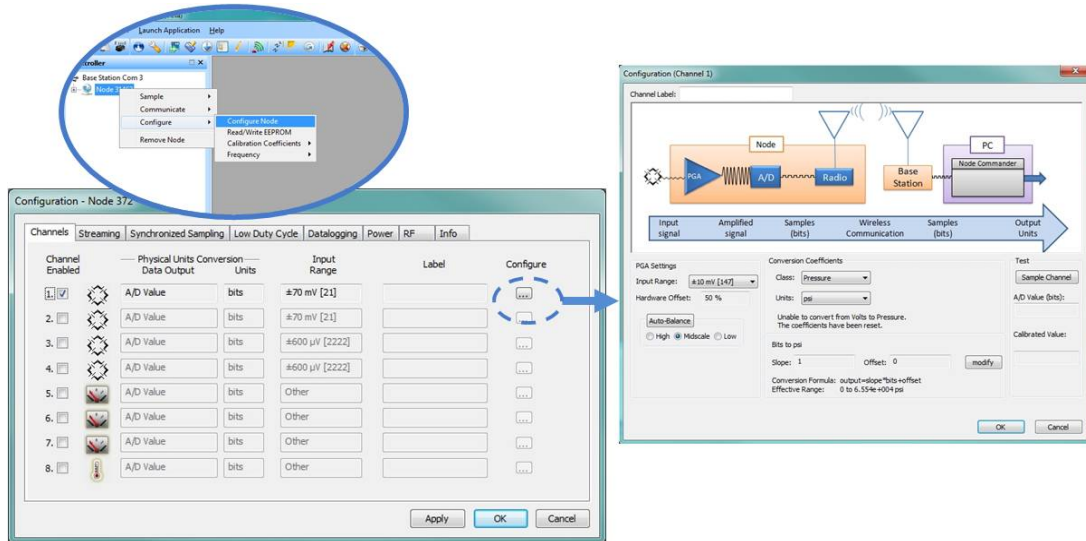 Launch Application Help
Base Station Com 3
Node
Sample
Communicate
Configure
Remove Node
Configure Node
Read/Write EEPROM
Calibration Coefficients
Frequency
Configuration - Node 372
Channels Streaming Synchronized Sampling Low Duty Cycle Datalogging Power RF Info
Channel Enabled
Physical Units Conversion
Data Output Units
Input Range
Label
Configure
1. A/D Value bits ±70 mV [21] ...
2. A/D Value bits ±70 mV [21] ...
3. A/D Value bits ±600 µV [2222] ...
4. A/D Value bits ±600 µV [2222] ...
5. A/D Value bits Other ...
6. A/D Value bits Other ...
7. A/D Value bits Other ...
8. A/D Value bits Other ...
Apply OK Cancel
Configuration (Channel 1)
Channel Label:
Node
PC
PGA
A/D
Radio
Base Station
Node Commander
Input signal
Amplified signal
Samples (bits)
Wireless Communication
Samples (bits)
Output Units
PGA Settings
Input Range: ±10 mV [147]
Hardware Offset: 50 %
Auto-Balance
High Midscale Low
Conversion Coefficients
Class: Pressure
Units: psi
Unable to convert from Volts to Pressure.
The coefficients have been reset.
Bits to psi
Slope: 1 Offset: 0 modify
Conversion Formula: output=slope*bits+offset
Effective Range: 0 to 6.554e+004 psi
Test
Sample Channel
A/D Value (bits):
Calibrated Value:
OK Cancel